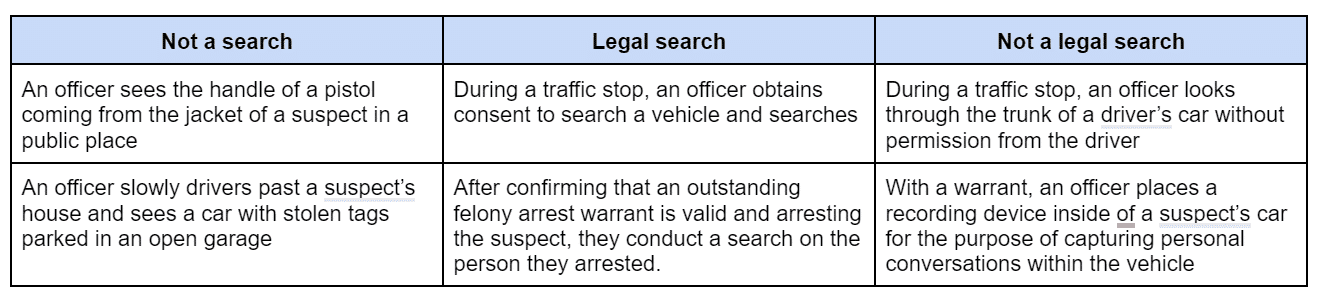 Not a search
Legal search
Not a legal search
An officer sees the handle of a pistol
coming from the jacket of a suspect in a
public place
During a traffic stop, an officer obtains
consent to search a vehicle and searches
During a traffic stop, an officer looks
through the trunk of a driver's car without
permission from the driver
An officer slowly drivers past a suspect's
house and sees a car with stolen tags
parked in an open garage
After confirming that an outstanding
felony arrest warrant is valid and arresting
the suspect, they conduct a search on the
person they arrested.
With a warrant, an officer places a
recording device inside of a suspect's car
for the purpose of capturing personal
conversations within the vehicle